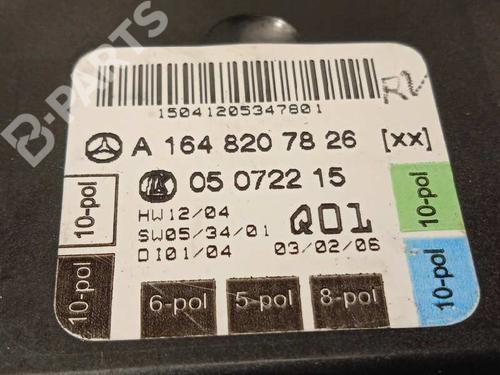 B-PARTS
15041205347801
RV
A 164 820 78 26 [xx]
05 0722 15
HW12/04
SW05/34/01
DI01/04
Q01
03/02/06
10-pol
10-pol
10-pol
10-pol
6-pol
5-pol
8-pol